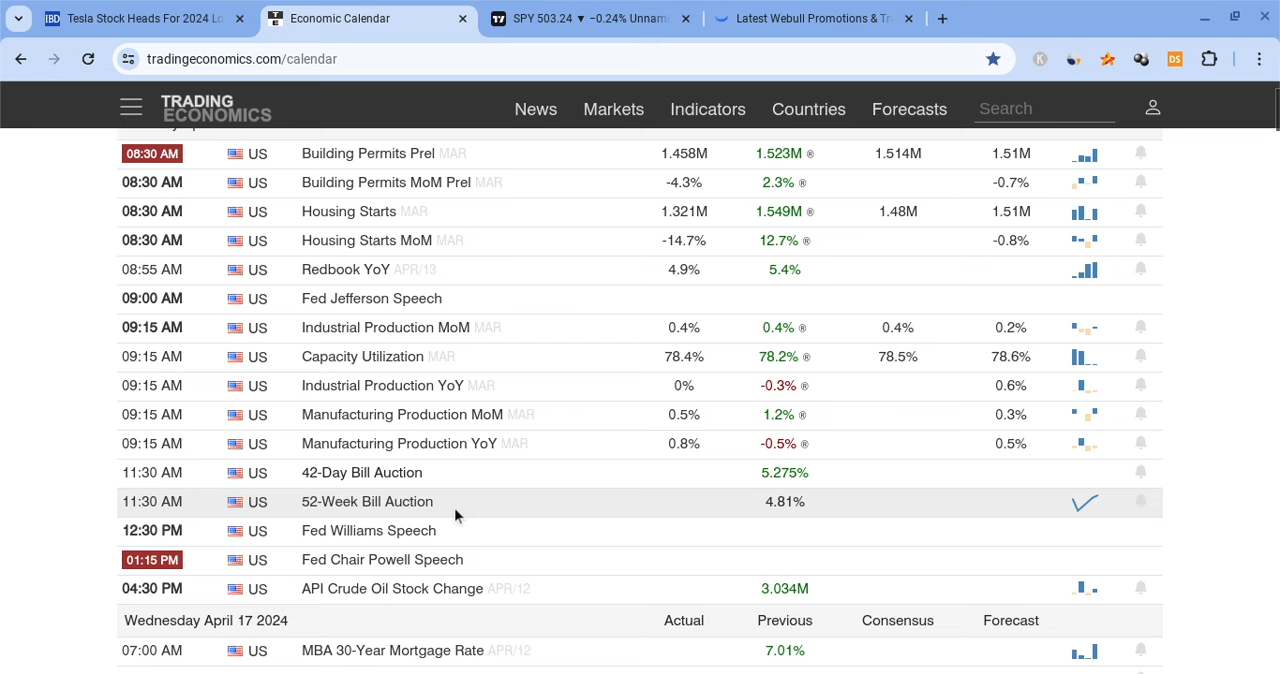 IBD Tesla Stock Heads For 2024 Lo
Economic Calendar
SPY 503.24 ▼ −0.24% Unnam
Latest Webull Promotions & Tr
tradingeconomics.com/calendar
K
DS
TRADING ECONOMICS
News Markets Indicators Countries Forecasts Search
08:30 AM US Building Permits Prel MAR 1.458M 1.523M ® 1.514M 1.51M
08:30 AM US Building Permits MoM Prel MAR -4.3% 2.3% ® -0.7%
08:30 AM US Housing Starts MAR 1.321M 1.549M ® 1.48M 1.51M
08:30 AM US Housing Starts MoM MAR -14.7% 12.7% ® -0.8%
08:55 AM US Redbook YoY APR/13 4.9% 5.4%
09:00 AM US Fed Jefferson Speech
09:15 AM US Industrial Production MoM MAR 0.4% 0.4% ® 0.4% 0.2%
09:15 AM US Capacity Utilization MAR 78.4% 78.2% ® 78.5% 78.6%
09:15 AM US Industrial Production YoY MAR 0% -0.3% ® 0.6%
09:15 AM US Manufacturing Production MoM MAR 0.5% 1.2% ® 0.3%
09:15 AM US Manufacturing Production YoY MAR 0.8% -0.5% ® 0.5%
11:30 AM US 42-Day Bill Auction 5.275%
11:30 AM US 52-Week Bill Auction 4.81%
12:30 PM US Fed Williams Speech
01:15 PM US Fed Chair Powell Speech
04:30 PM US API Crude Oil Stock Change APR/12 3.034M
Wednesday April 17 2024 Actual Previous Consensus Forecast
07:00 AM US MBA 30-Year Mortgage Rate APR/12 7.01%